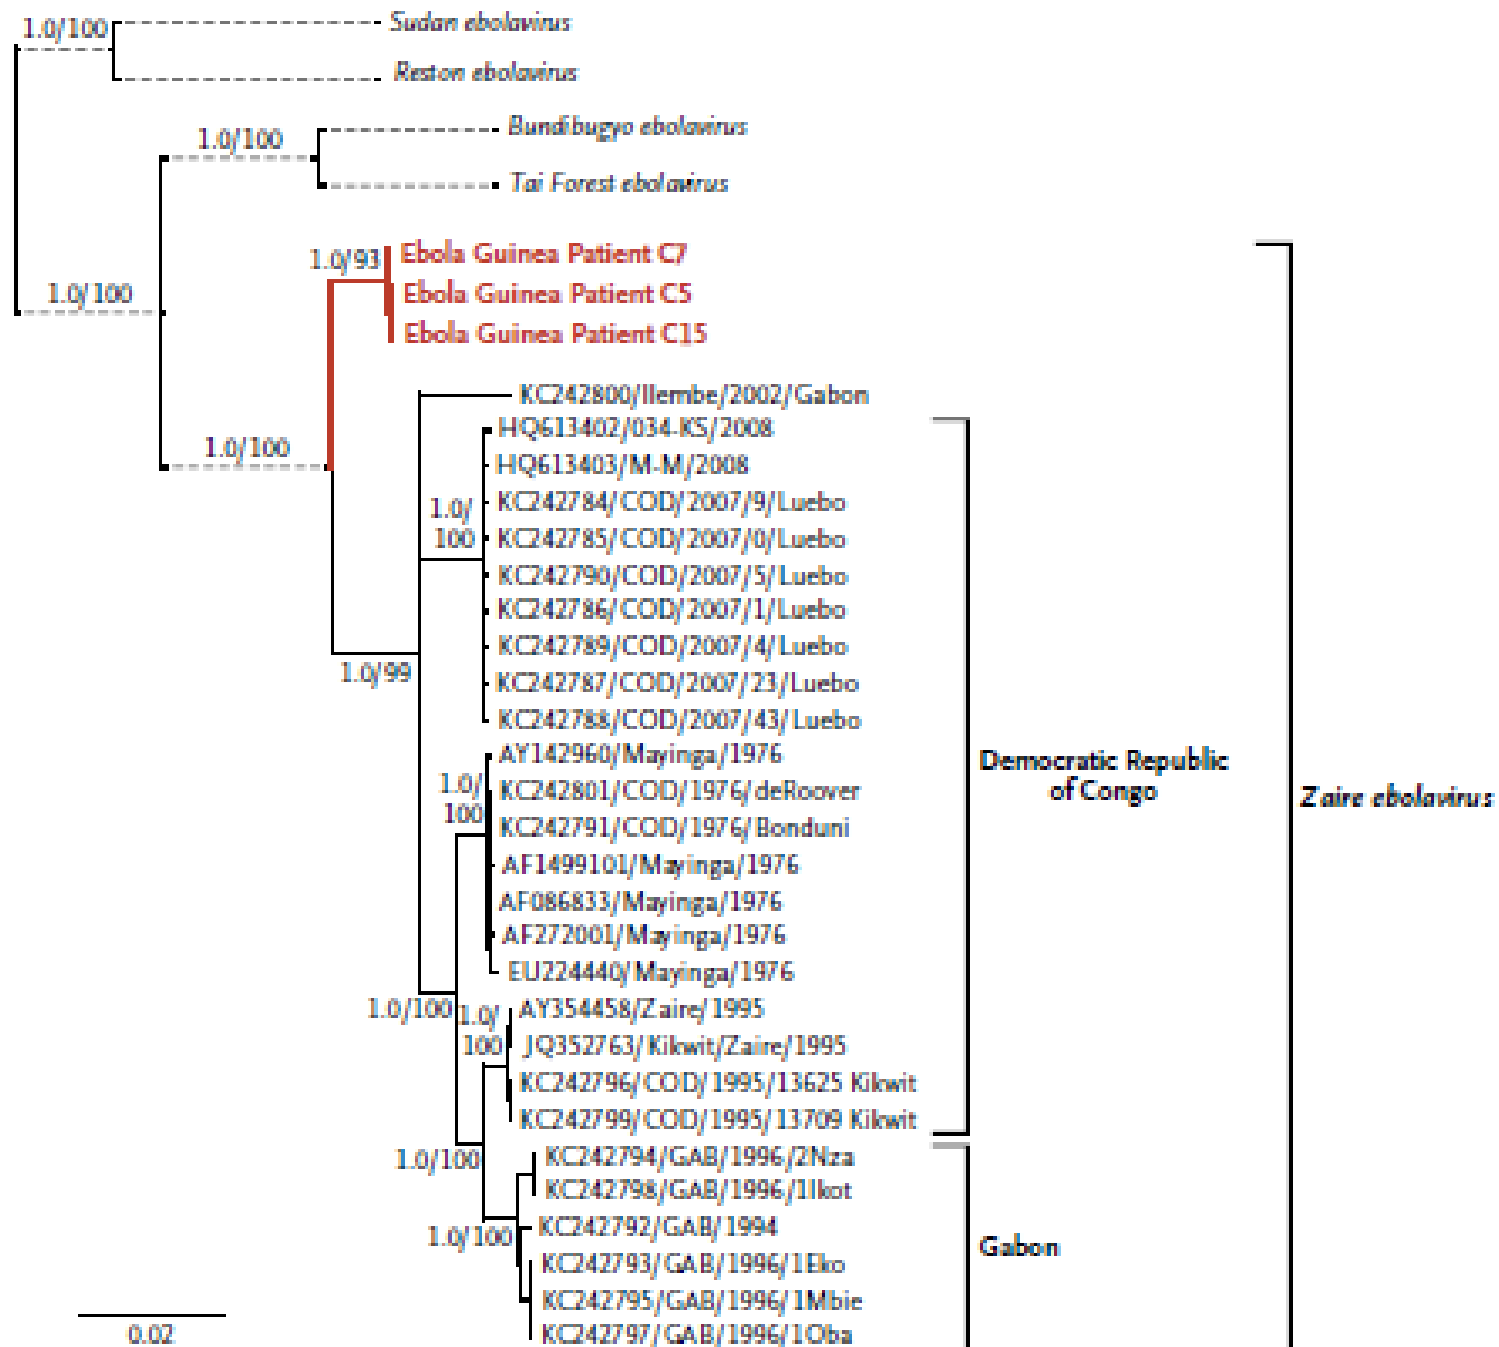 1.0/100
Sudan ebolavirus
Reston ebolavirus
1.0/100
Bundibugyo ebolavirus
Tai Forest ebolavirus
1.0/100
1.0/93
Ebola Guinea Patient C7
Ebola Guinea Patient C5
Ebola Guinea Patient C15
1.0/100
KC242800/Ilembe/2002/Gabon
HQ613402/034-KS/2008
HQ613403/M-M/2008
1.0/
100
KC242784/COD/2007/9/Luebo
KC242785/COD/2007/0/Luebo
KC242790/COD/2007/5/Luebo
KC242786/COD/2007/1/Luebo
KC242789/COD/2007/4/Luebo
KC242787/COD/2007/23/Luebo
KC242788/COD/2007/43/Luebo
1.0/99
1.0/
100
AY142960/Mayinga/1976
KC242801/COD/1976/deRoover
KC242791/COD/1976/Bonduni
AF1499101/Mayinga/1976
AF086833/Mayinga/1976
AF272001/Mayinga/1976
EU224440/Mayinga/1976
Democratic Republic
of Congo
Zaire ebolavirus
1.0/100
1.0/
100
AY354458/Zaire/1995
JQ352763/Kikwit/Zaire/1995
KC242796/COD/1995/13625 Kikwit
KC242799/COD/1995/13709 Kikwit
1.0/100
KC242794/GAB/1996/2Nza
KC242798/GAB/1996/1Ikot
1.0/100
KC242792/GAB/1994
KC242793/GAB/1996/1Eko
KC242795/GAB/1996/1Mbie
KC242797/GAB/1996/1Oba
Gabon
0.02